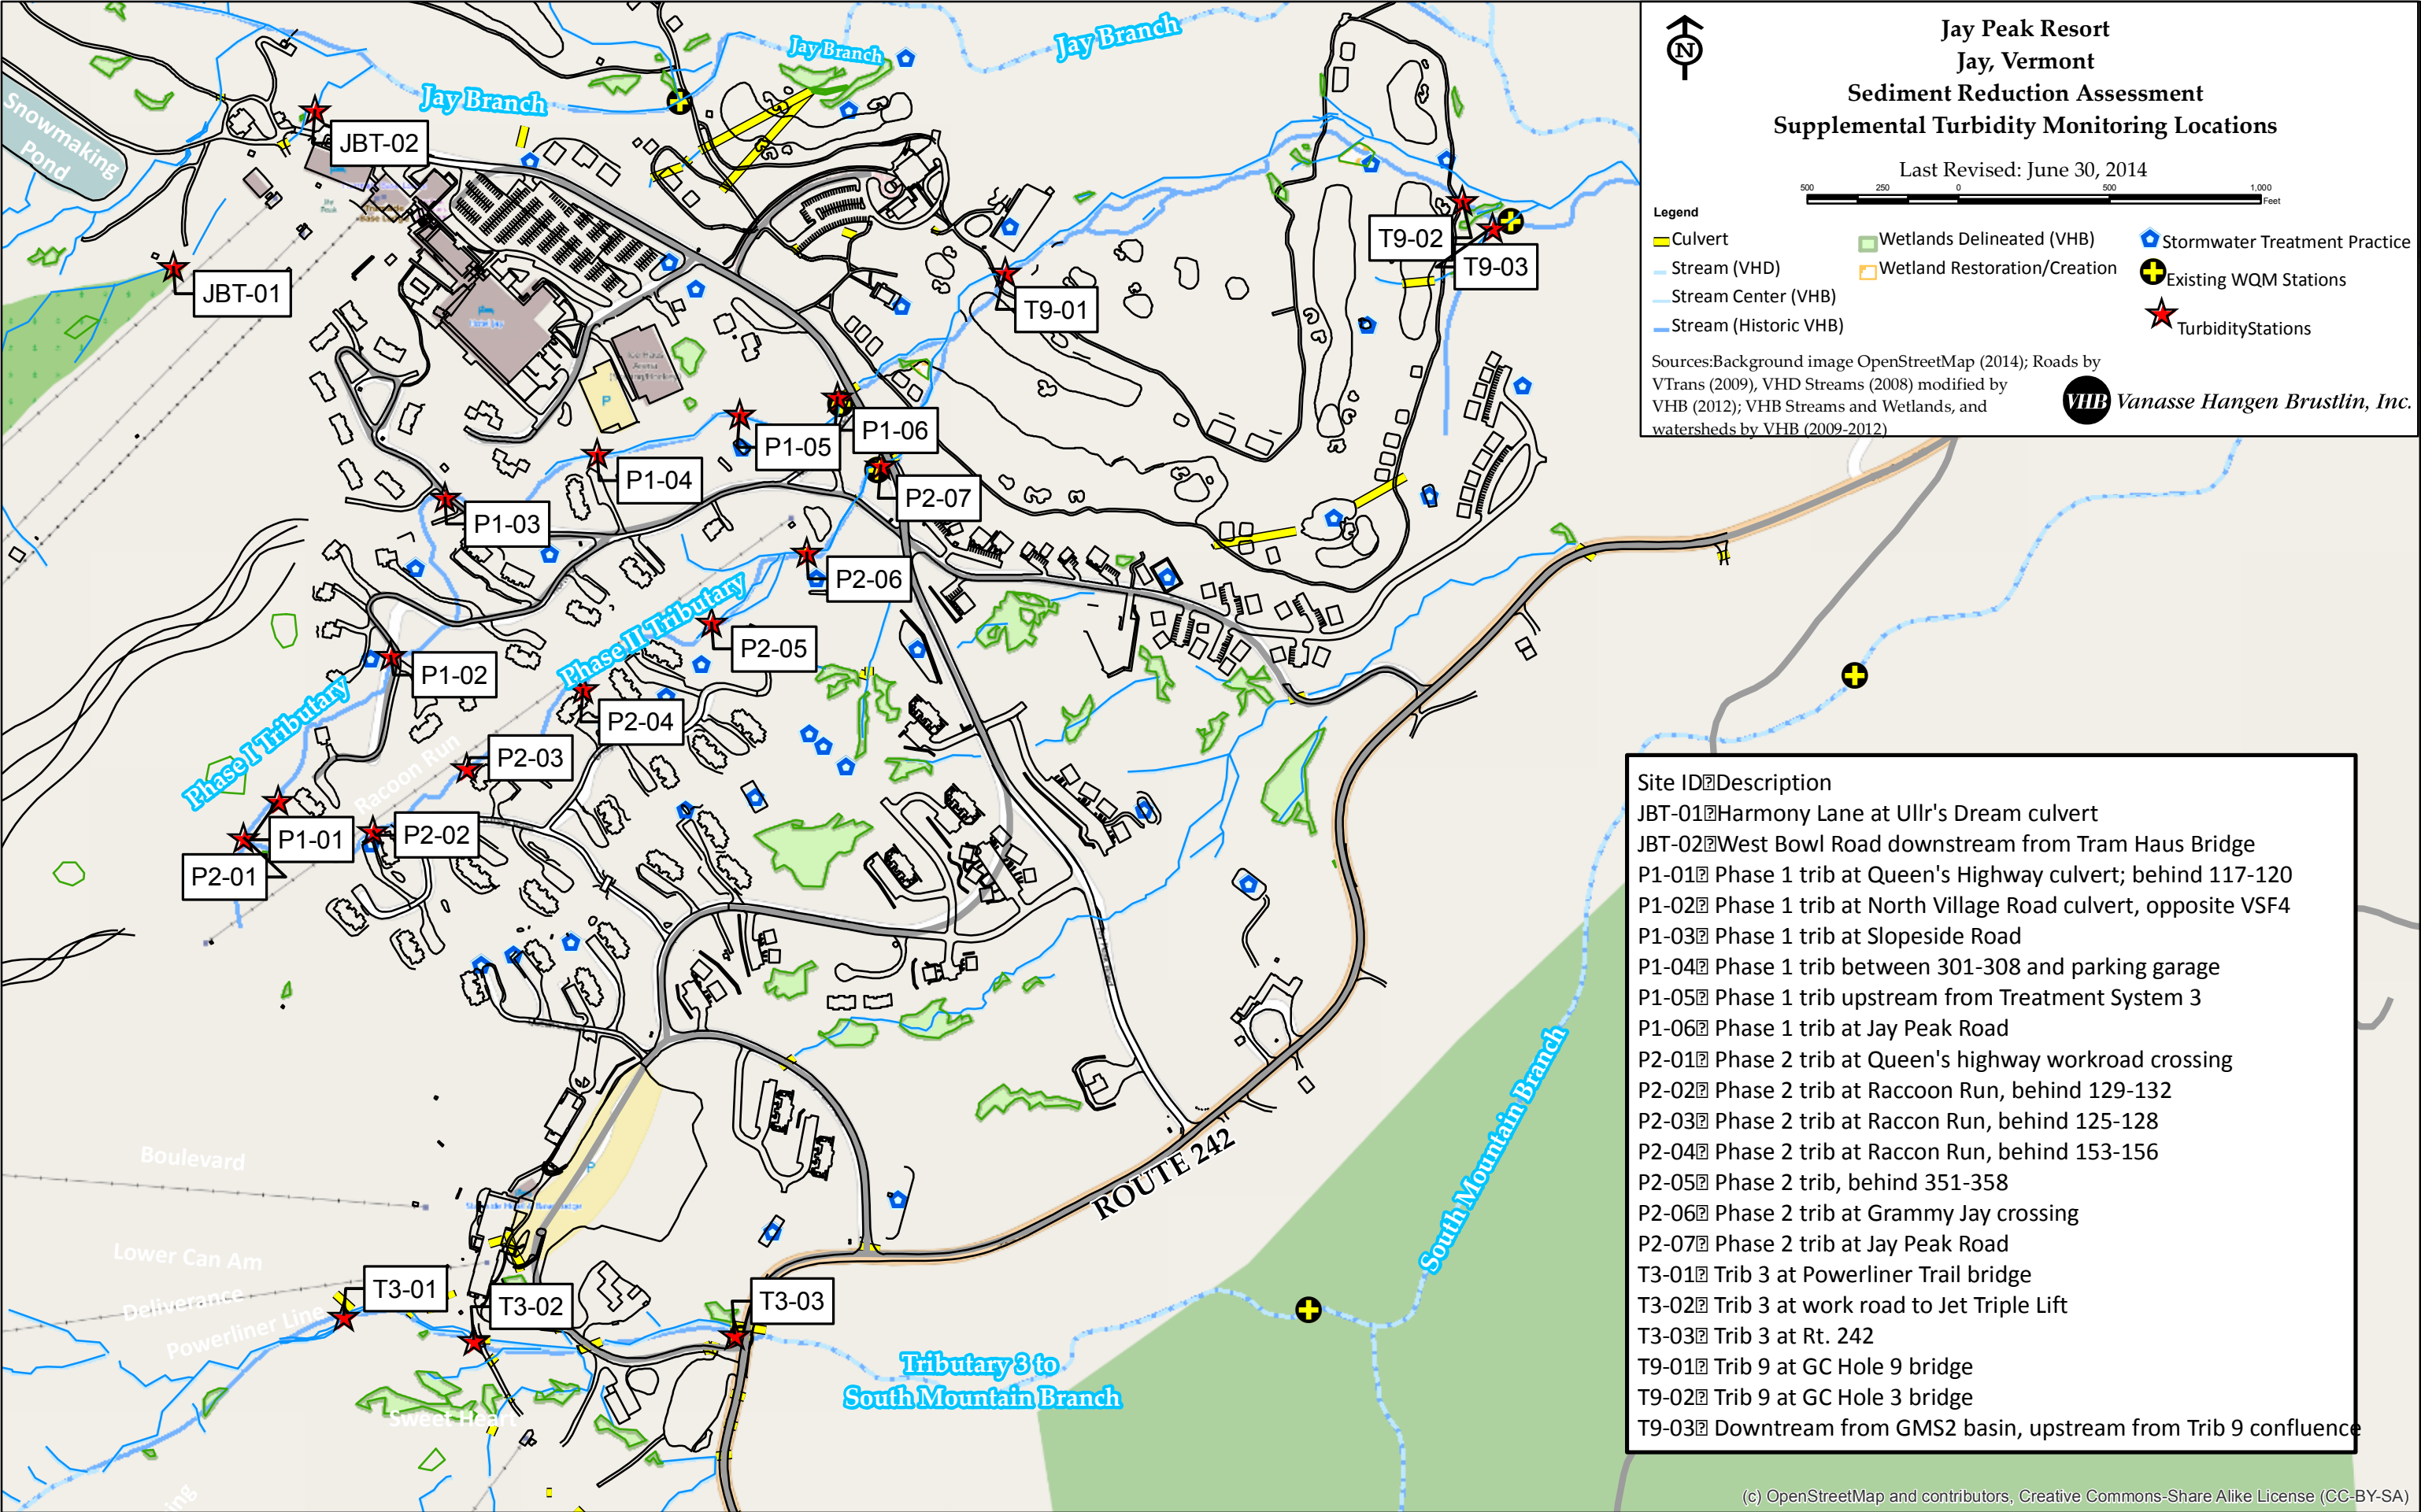 Jay Peak Resort
Jay, Vermont
Sediment Reduction Assessment
Supplemental Turbidity Monitoring Locations
Last Revised: June 30, 2014
500 250 0 500 1,000
Feet
N
Legend
Culvert
Stream (VHD)
Stream Center (VHB)
Stream (Historic VHB)
Wetlands Delineated (VHB)
Wetland Restoration/Creation
Stormwater Treatment Practice
Existing WQM Stations
TurbidityStations
Sources:Background image OpenStreetMap (2014); Roads by
VTrans (2009), VHD Streams (2008) modified by
VHB (2012); VHB Streams and Wetlands, and
watersheds by VHB (2009-2012)
VHB Vanasse Hangen Brustlin, Inc.
Jay Branch
Jay Branch
Jay Branch
Snowmaking
Pond
JBT-02
JBT-01
T9-02
T9-03
T9-01
P1-06
P1-05
P1-04
P2-07
P1-03
P2-06
P2-05
P1-02
P2-04
P2-03
P1-01
P2-02
P2-01
P
Phase II Tributary
Phase I Tributary
Racoon Run
Boulevard
Lower Can Am
Deliverance
Powerliner Line
Sweet Heart
P
T3-01
T3-02
T3-03
ROUTE 242
South Mountain Branch
Tributary 3 to
South Mountain Branch
Site ID Description
JBT-01 Harmony Lane at Ullr's Dream culvert
JBT-02 West Bowl Road downstream from Tram Haus Bridge
P1-01 Phase 1 trib at Queen's Highway culvert; behind 117-120
P1-02 Phase 1 trib at North Village Road culvert, opposite VSF4
P1-03 Phase 1 trib at Slopeside Road
P1-04 Phase 1 trib between 301-308 and parking garage
P1-05 Phase 1 trib upstream from Treatment System 3
P1-06 Phase 1 trib at Jay Peak Road
P2-01 Phase 2 trib at Queen's highway workroad crossing
P2-02 Phase 2 trib at Raccoon Run, behind 129-132
P2-03 Phase 2 trib at Raccon Run, behind 125-128
P2-04 Phase 2 trib at Raccon Run, behind 153-156
P2-05 Phase 2 trib, behind 351-358
P2-06 Phase 2 trib at Grammy Jay crossing
P2-07 Phase 2 trib at Jay Peak Road
T3-01 Trib 3 at Powerliner Trail bridge
T3-02 Trib 3 at work road to Jet Triple Lift
T3-03 Trib 3 at Rt. 242
T9-01 Trib 9 at GC Hole 9 bridge
T9-02 Trib 9 at GC Hole 3 bridge
T9-03 Downtream from GMS2 basin, upstream from Trib 9 confluence
(c) OpenStreetMap and contributors, Creative Commons-Share Alike License (CC-BY-SA)